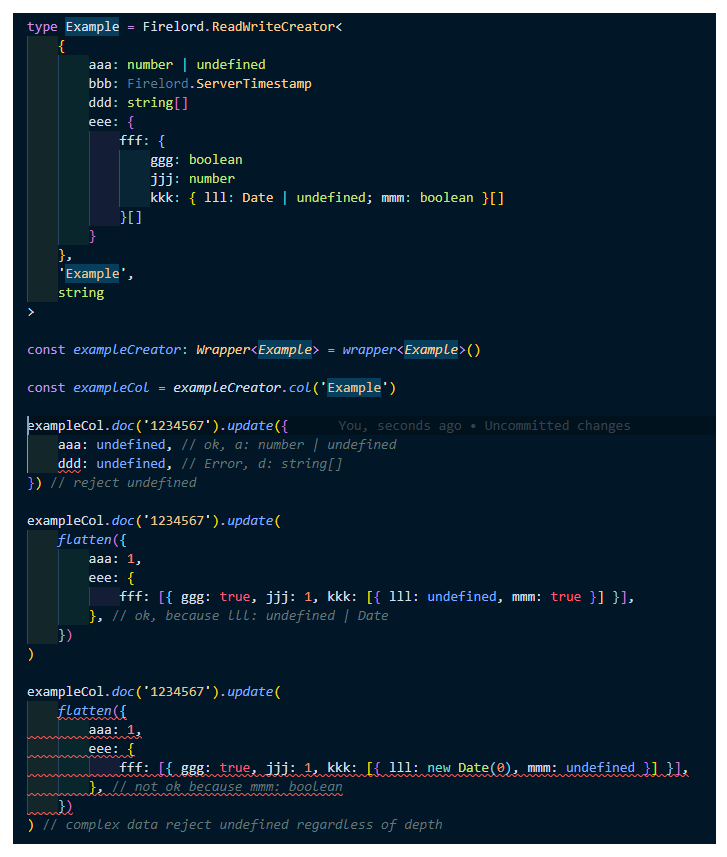 type Example = Firelord.ReadWriteCreator<
{
aaa: number | undefined
bbb: Firelord.ServerTimestamp
ddd: string[]
eee: {
fff: {
ggg: boolean
jjj: number
kkk: { lll: Date | undefined; mmm: boolean }[]
}[]
}
},
'Example',
string
>
const exampleCreator: Wrapper<Example> = wrapper<Example>()
const exampleCol = exampleCreator.col('Example')
exampleCol.doc('1234567').update({ You, seconds ago • Uncommitted changes
aaa: undefined, // ok, a: number | undefined
ddd: undefined, // Error, d: string[]
}) // reject undefined
exampleCol.doc('1234567').update(
flatten({
aaa: 1,
eee: {
fff: [{ ggg: true, jjj: 1, kkk: [{ lll: undefined, mmm: true }] }],
}, // ok, because lll: undefined | Date
})
)
exampleCol.doc('1234567').update(
flatten({
aaa: 1,
eee: {
fff: [{ ggg: true, jjj: 1, kkk: [{ lll: new Date(0), mmm: undefined }] }],
}, // not ok because mmm: boolean
})
) // complex data reject undefined regardless of depth